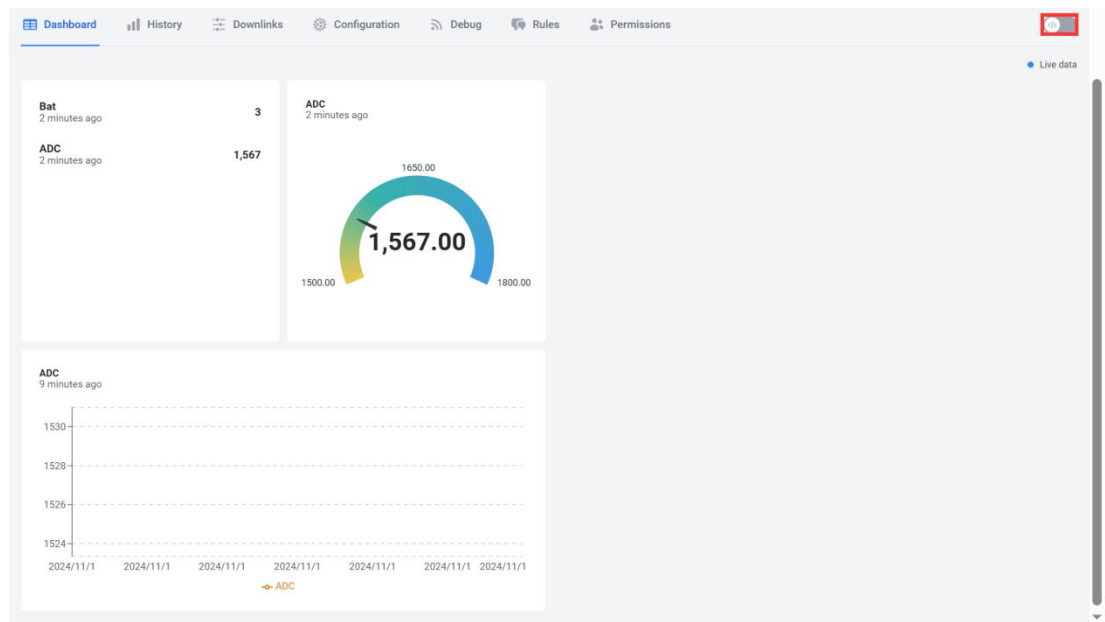 Dashboard History Downlinks Configuration Debug Rules Permissions </>
Live data
Bat
2 minutes ago
3
ADC
2 minutes ago
1,567
ADC
2 minutes ago
1650.00
1,567.00
1500.00
1800.00
ADC
9 minutes ago
1530
1528
1526
1524
2024/11/1 2024/11/1 2024/11/1 2024/11/1 2024/11/1 2024/11/1 2024/11/1
ADC